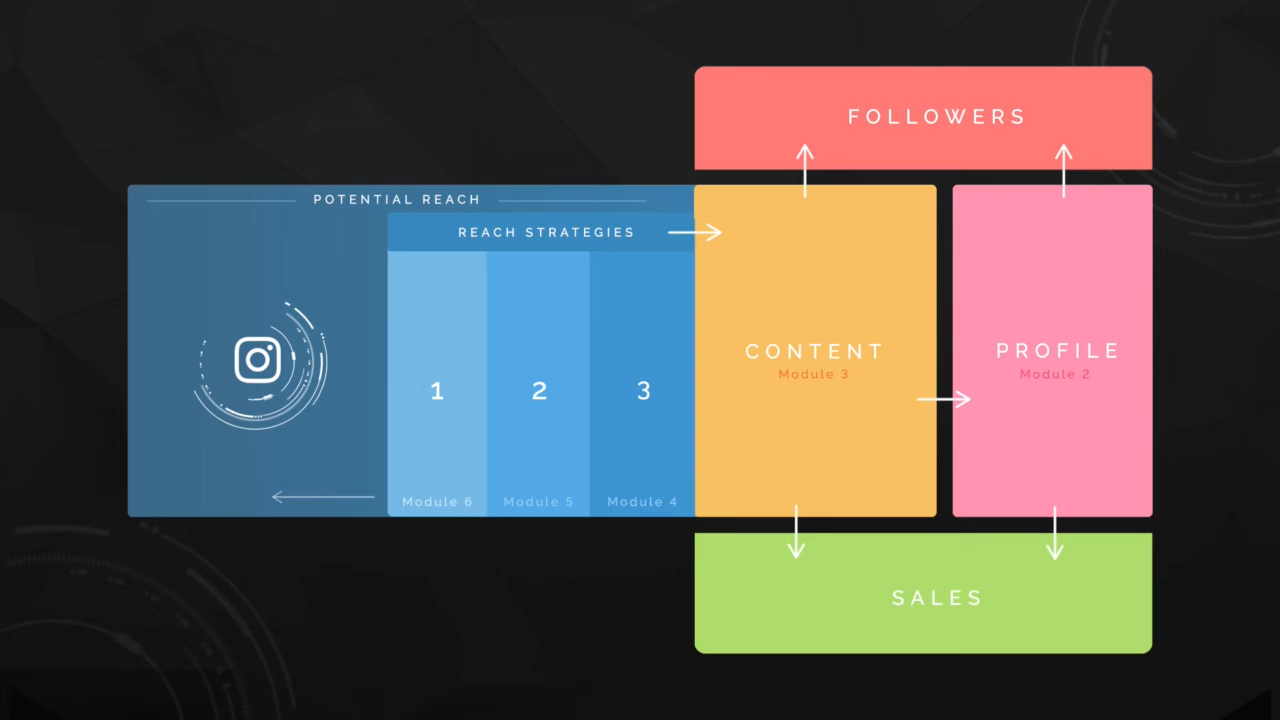 FOLLOWERS
POTENTIAL REACH
REACH STRATEGIES
CONTENT
Module 3
PROFILE
Module 2
1
2
3
Module 6
Module 5
Module 4
SALES